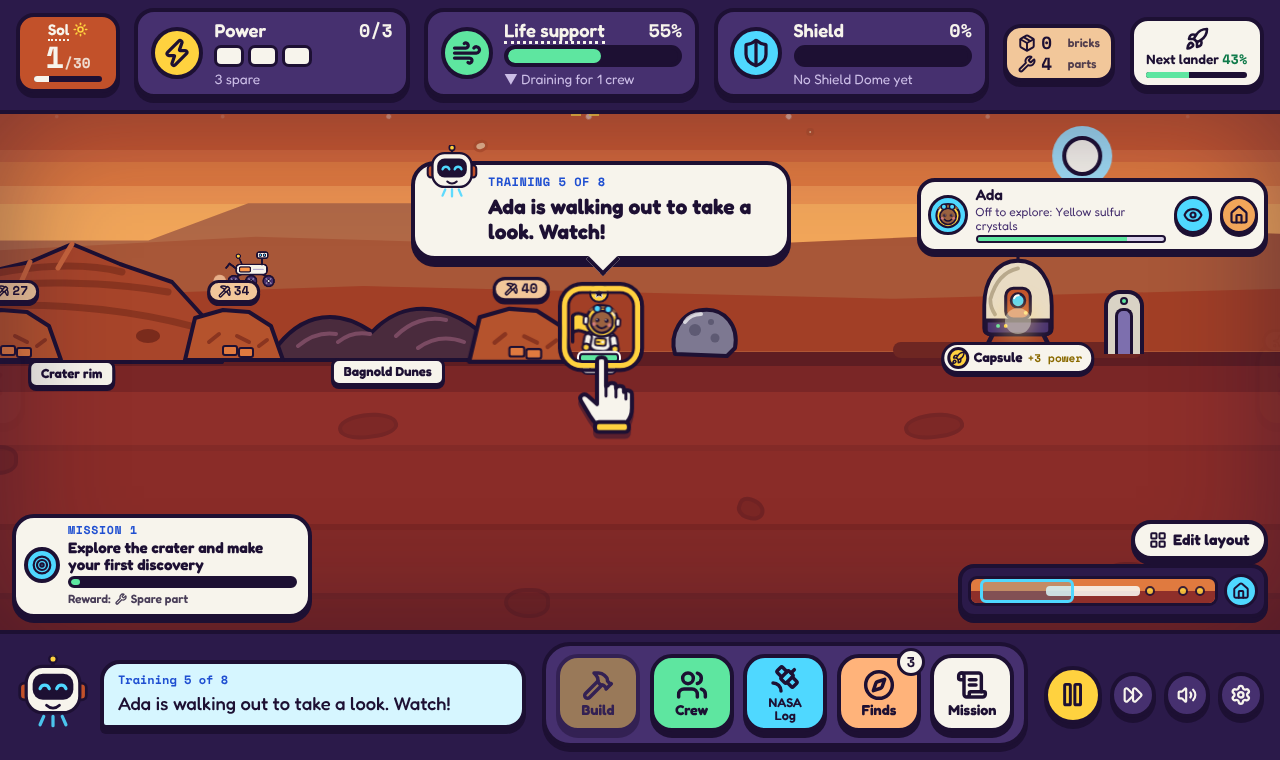 Sol
1/30
Power 0/3
3 spare
Life support 55%
▼ Draining for 1 crew
Shield 0%
No Shield Dome yet
0 bricks
4 parts
Next lander 43%
TRAINING 5 OF 8
Ada is walking out to take a
look. Watch!
Ada
Off to explore: Yellow sulfur
crystals
27
34
40
Crater rim
Bagnold Dunes
Capsule +3 power
MISSION 1
Explore the crater and make
your first discovery
Reward: Spare part
Edit layout
Training 5 of 8
Ada is walking out to take a look. Watch!
Build
Crew
NASA
Log
3
Finds
Mission